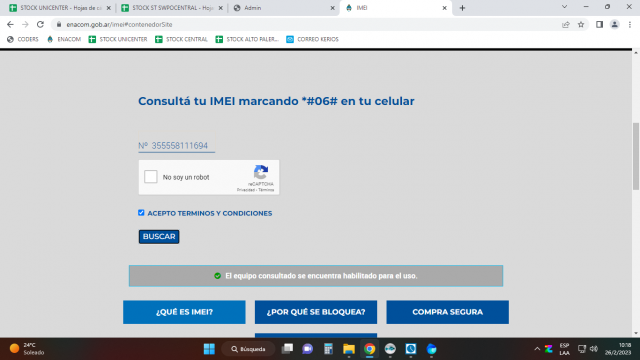 STOCK UNICENTER - Hojas de c
STOCK ST SWPOCENTRAL - Hoja
Admin
IMEI
enacom.gob.ar/imei#contenedorSite
CODERS
ENACOM
STOCK UNICENTER
STOCK CENTRAL
STOCK ALTO PALER...
CORREO KERIOS
Consultá tu IMEI marcando *#06# en tu celular
Nº 355558111694
No soy un robot
reCAPTCHA
Privacidad - Términos
ACEPTO TERMINOS Y CONDICIONES
BUSCAR
El equipo consultado se encuentra habilitado para el uso.
¿QUÉ ES IMEI?
¿POR QUÉ SE BLOQUEA?
COMPRA SEGURA
24°C
Soleado
Búsqueda
ESP
LAA
10:18
26/2/2023